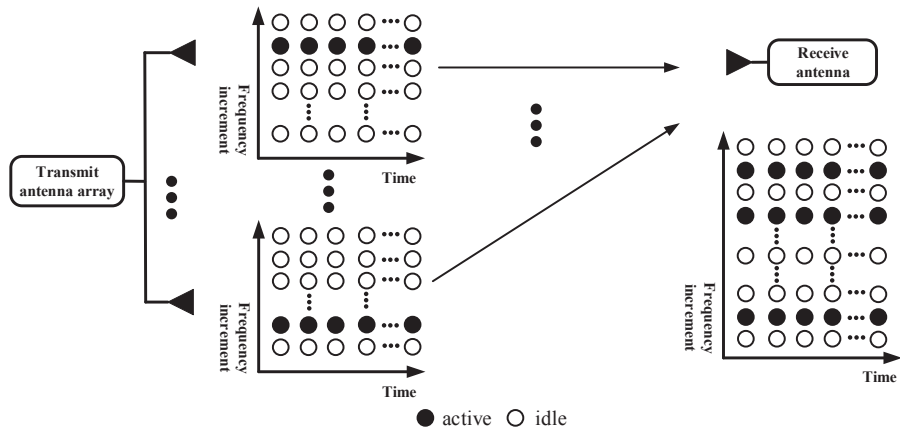 Frequency
increment
Time
Receive
antenna
Transmit
antenna array
Frequency
increment
Time
Frequency
increment
Time
active
idle